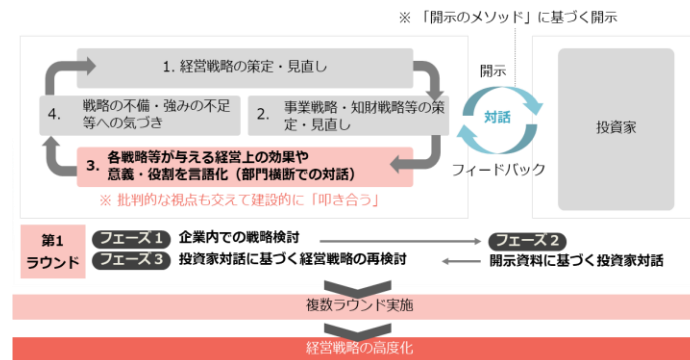 ※ 「開示のメソッド」に基づく開示
1. 経営戦略の策定・見直し
4. 戦略の不備・強みの不足
等への気づき
2. 事業戦略・知財戦略等の策
定・見直し
3. 各戦略等が与える経営上の効果や
意義・役割を言語化（部門横断での対話）
※ 批判的な視点も交えて建設的に「叩き合う」
開示
対話
フィードバック
投資家
第1
ラウンド
フェーズ１ 企業内での戦略検討
フェーズ２
フェーズ３ 投資家対話に基づく経営戦略の再検討
開示資料に基づく投資家対話
複数ラウンド実施
経営戦略の高度化